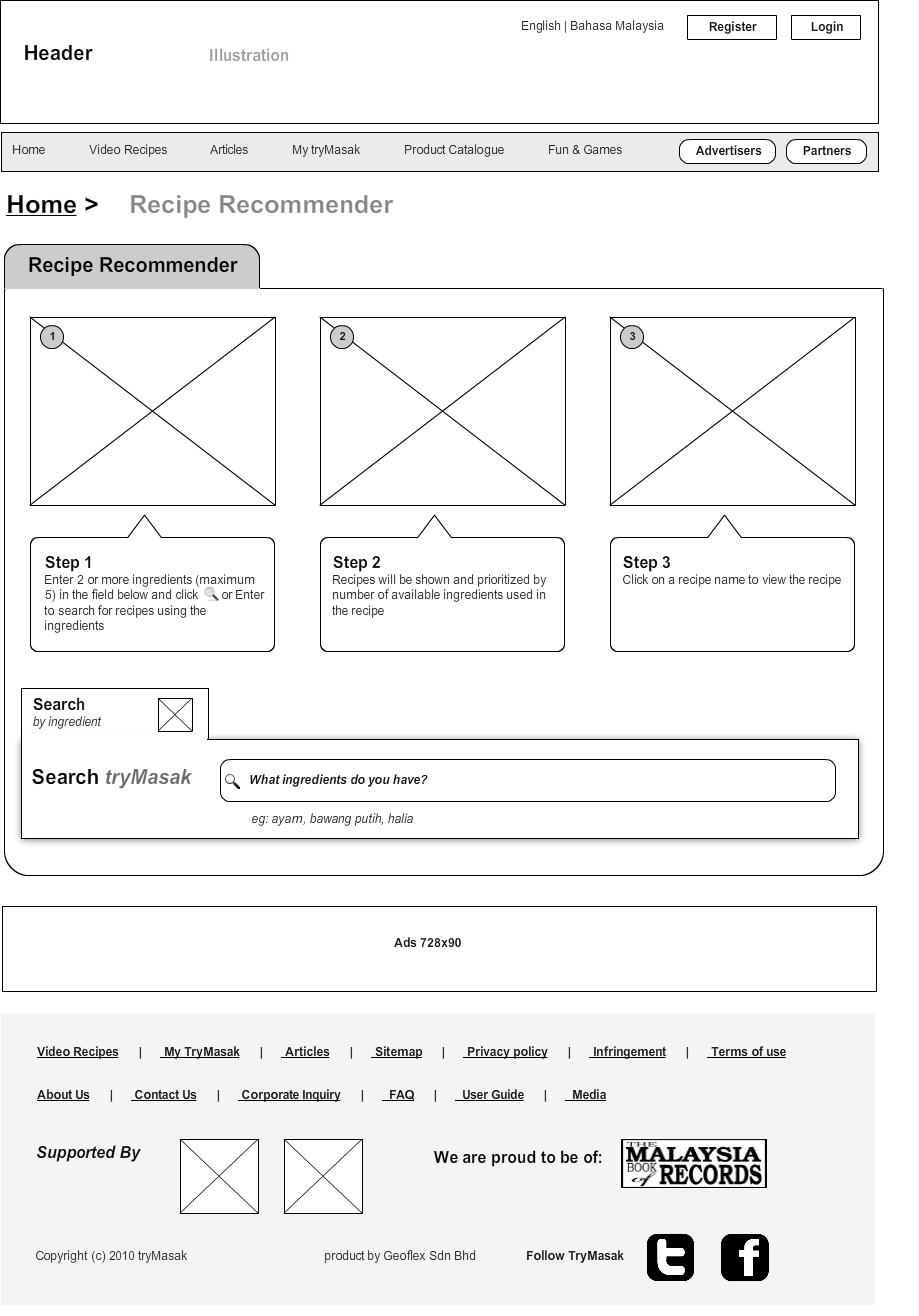 English | Bahasa Malaysia
Register
Login
Header
Illustration
Home
Video Recipes
Articles
My tryMasak
Product Catalogue
Fun & Games
Advertisers
Partners
Home >
Recipe Recommender
Recipe Recommender
1
2
3
Step 1
Enter 2 or more ingredients (maximum
5) in the field below and click or Enter
to search for recipes using the
ingredients
Step 2
Recipes will be shown and prioritized by
number of available ingredients used in
the recipe
Step 3
Click on a recipe name to view the recipe
Search
by ingredient
Search tryMasak
What ingredients do you have?
eg: ayam, bawang putih, halia
Ads 728x90
Video Recipes | My TryMasak | Articles | Sitemap | Privacy policy | Infringement | Terms of use
About Us | Contact Us | Corporate Inquiry | FAQ | User Guide | Media
Supported By
We are proud to be of:
THE
MALAYSIA
BOOK
of RECORDS
Copyright (c) 2010 tryMasak
product by Geoflex Sdn Bhd
Follow TryMasak